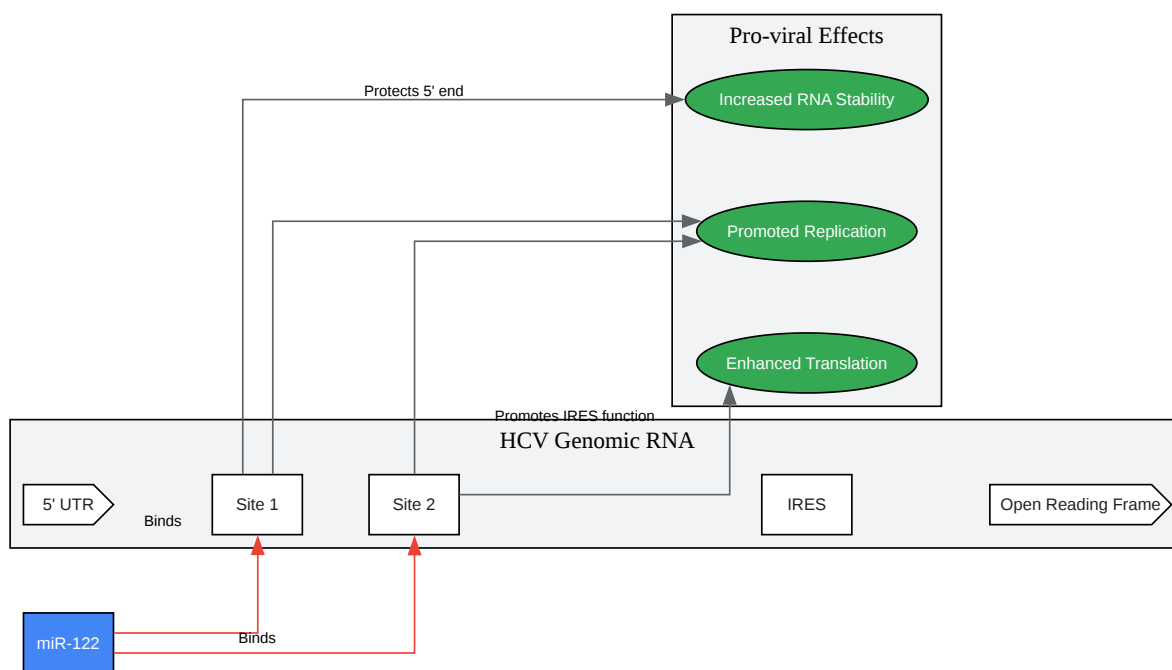 Pro-viral Effects
Protects 5' end
Increased RNA Stability
Promoted Replication
Enhanced Translation
Promotes IRES function
HCV Genomic RNA
5' UTR
Binds
Site 1
Site 2
IRES
Open Reading Frame
miR-122
Binds